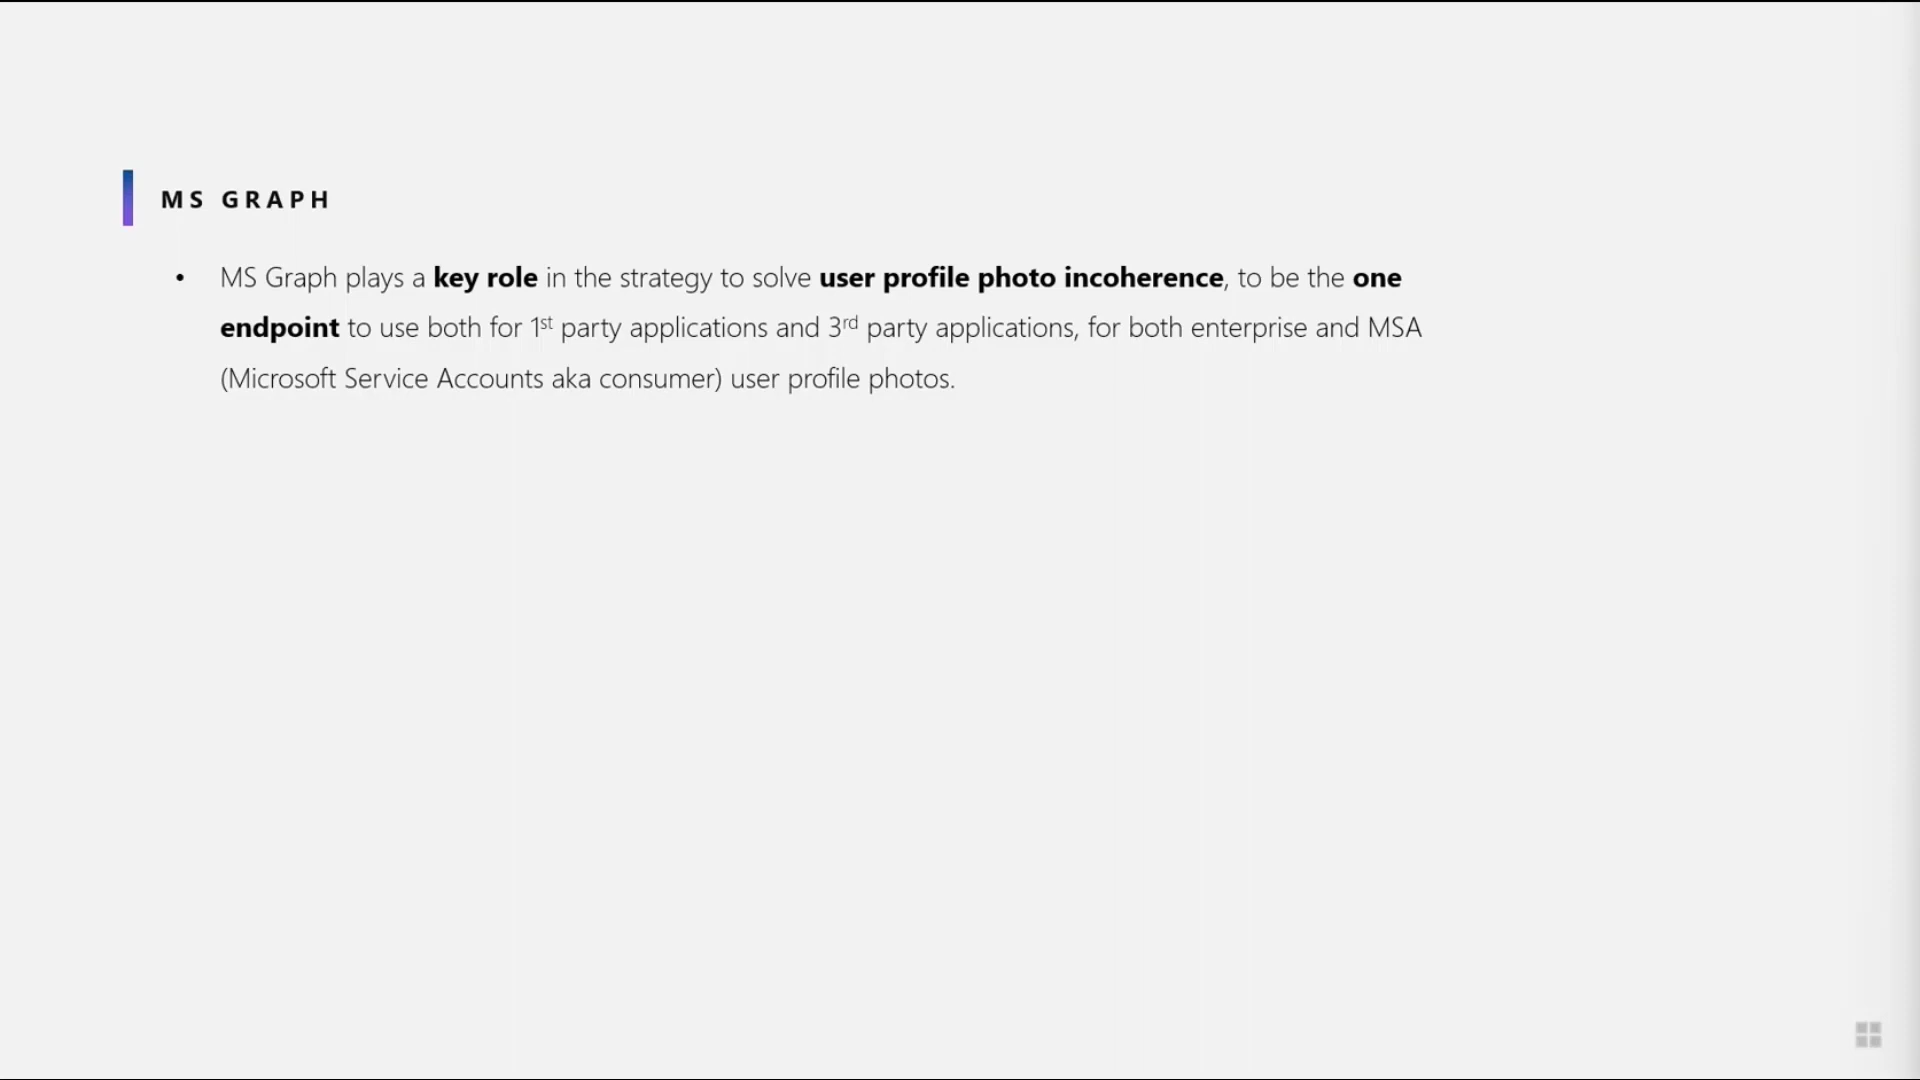 MS GRAPH
• MS Graph plays a key role in the strategy to solve user profile photo incoherence, to be the one
endpoint to use both for 1st party applications and 3rd party applications, for both enterprise and MSA
(Microsoft Service Accounts aka consumer) user profile photos.